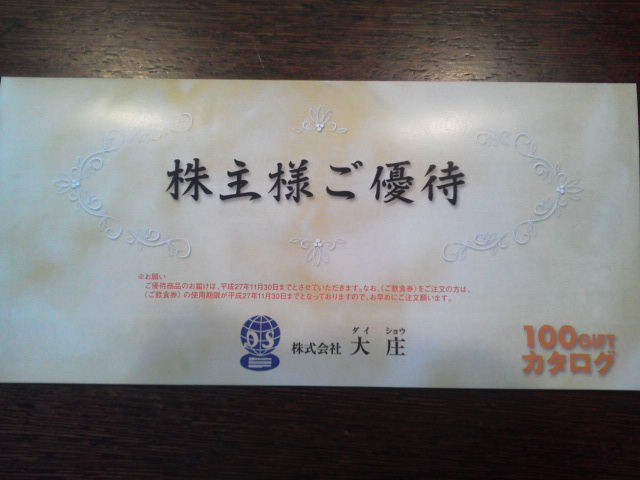 株主様ご優待
※お願い
ご優待商品のお届けは、平成27年11月30日までとさせていただきます。なお、〈ご飲食券〉をご注文の方は、
〈ご飲食券〉の使用期限が平成27年11月30日までとなっておりますので、お早めにご注文願います。
ダイ ショウ
株式会社 大庄
100GIFT
カタログ